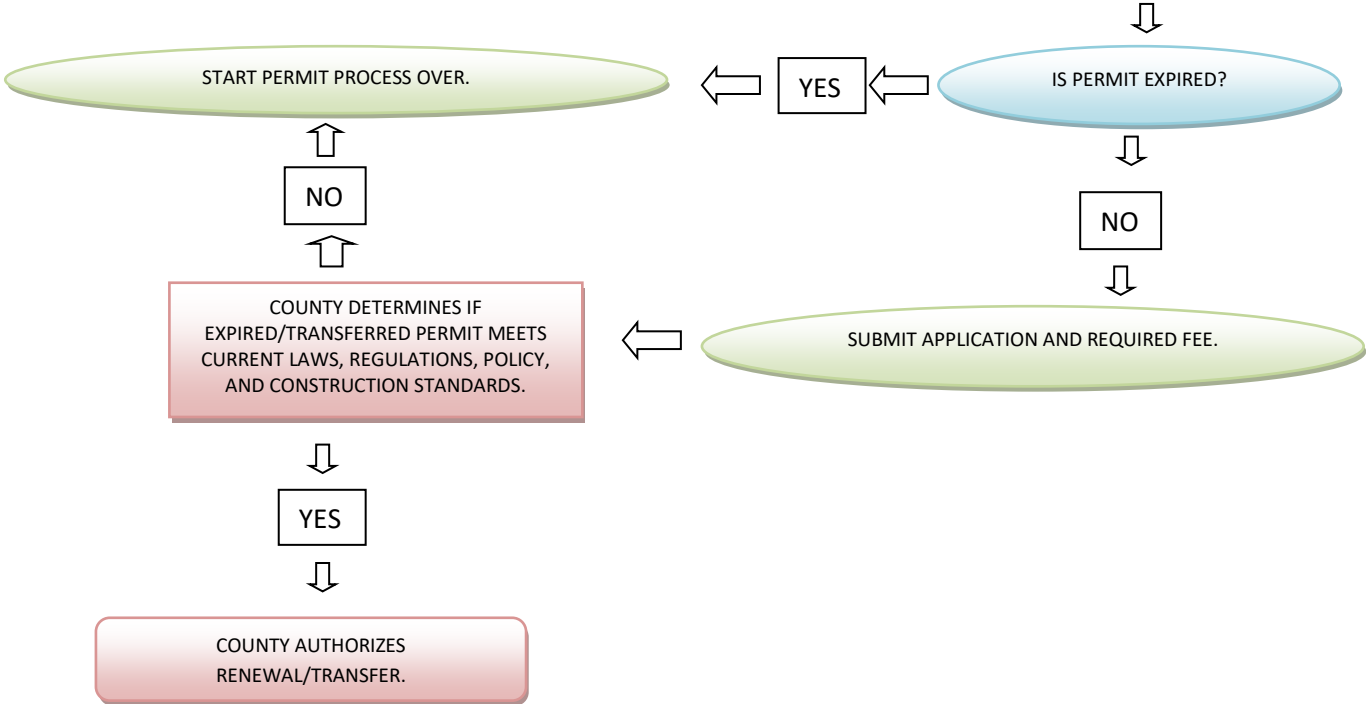 START PERMIT PROCESS OVER.
YES
IS PERMIT EXPIRED?
NO
NO
COUNTY DETERMINES IF
EXPIRED/TRANSFERRED PERMIT MEETS
CURRENT LAWS, REGULATIONS, POLICY,
AND CONSTRUCTION STANDARDS.
SUBMIT APPLICATION AND REQUIRED FEE.
YES
COUNTY AUTHORIZES
RENEWAL/TRANSFER.